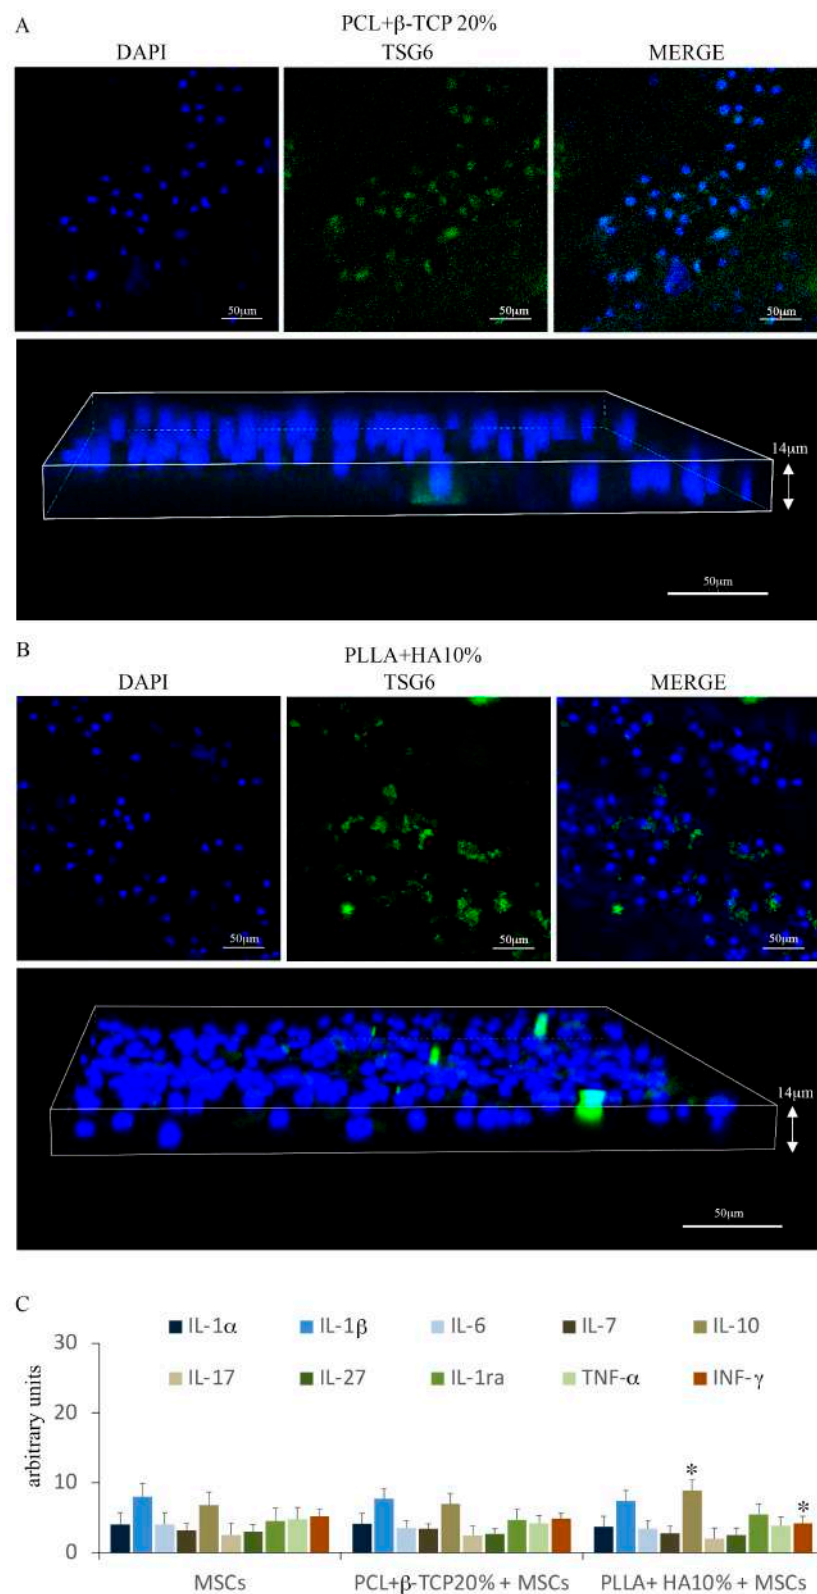 A
PCL+β-TCP 20%
DAPI TSG6 MERGE
50μm 50μm 50μm
14μm
50μm
B
PLLA+HA10%
DAPI TSG6 MERGE
50μm 50μm 50μm
14μm
50μm
C
IL-1α IL-1β IL-6 IL-7 IL-10
IL-17 IL-27 IL-1ra TNF-α INF-γ
arbitrary units
30
20
10
0
* *
MSCs PCL+β-TCP20% + MSCs PLLA+ HA10% + MSCs